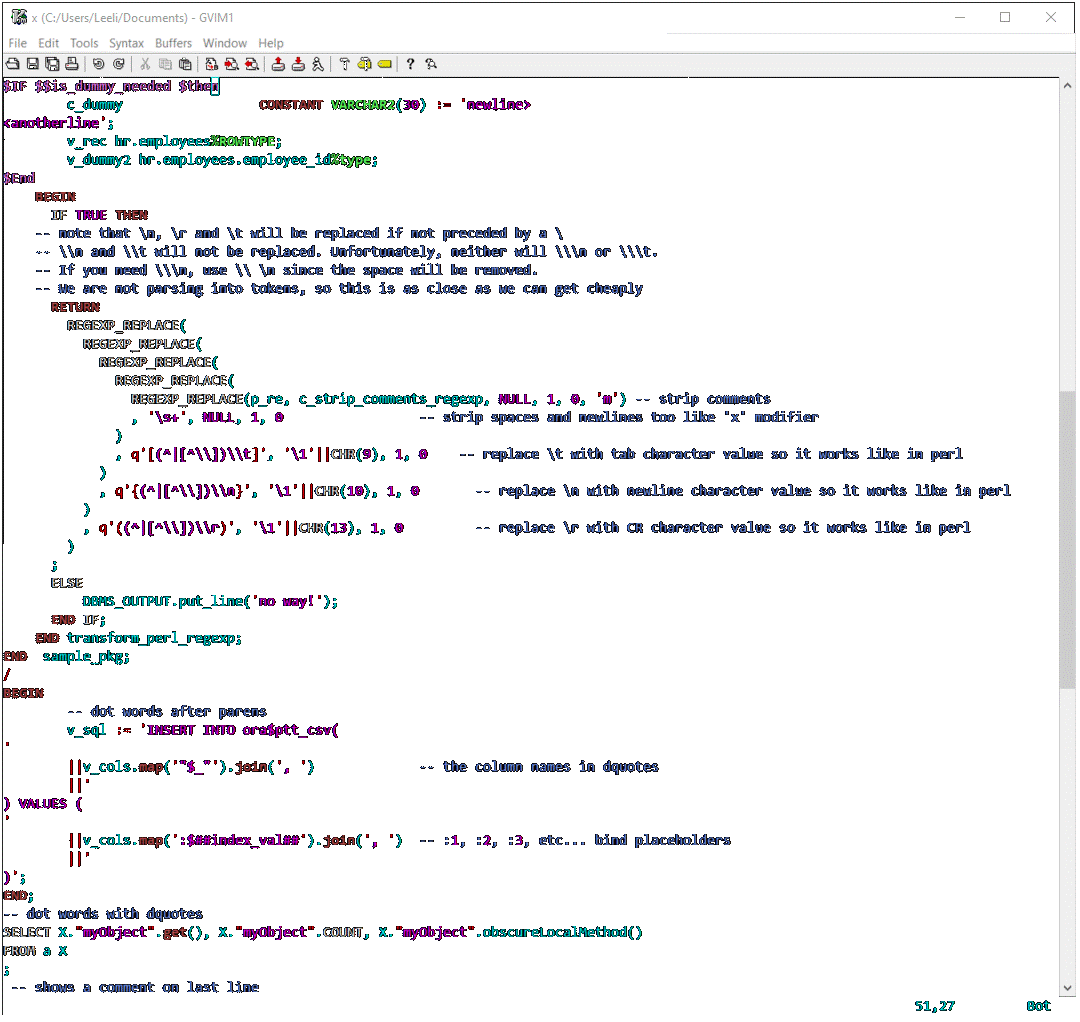 x (C:/Users/Leeli/Documents) - GVIM1
File Edit Tools Syntax Buffers Window Help
$IF $$is_dummy_needed $then
        c_dummy                 CONSTANT VARCHAR2(30) := 'newline>
<anotherline';
        v_rec hr.employees%ROWTYPE;
        v_dummy2 hr.employees.employee_id%type;
$End
    BEGIN
      IF TRUE THEN
    -- note that \n, \r and \t will be replaced if not preceded by a \
    -- \\n and \\t will not be replaced. Unfortunately, neither will \\\n or \\\t.
    -- If you need \\\n, use \\ \n since the space will be removed.
    -- We are not parsing into tokens, so this is as close as we can get cheaply
      RETURN
        REGEXP_REPLACE(
          REGEXP_REPLACE(
            REGEXP_REPLACE(
              REGEXP_REPLACE(
                REGEXP_REPLACE(p_re, c_strip_comments_regexp, NULL, 1, 0, 'm') -- strip comments
                , '\s+', NULL, 1, 0                 -- strip spaces and newlines too like "x" modifier
              )
              , q'[(^|[^\\])\\t]', '\1'||CHR(9), 1, 0    -- replace \t with tab character value so it works like in perl
            )
            , q'{(^|[^\\])\\n}', '\1'||CHR(10), 1, 0       -- replace \n with newline character value so it works like in perl
          )
          , q'((^|[^\\])\\r)', '\1'||CHR(13), 1, 0         -- replace \r with CR character value so it works like in perl
        )
      ;
      ELSE
          DBMS_OUTPUT.put_line('no way!');
      END IF;
    END transform_perl_regexp;
END  sample_pkg;
/
BEGIN
        -- dot words after parens
        v_sql := 'INSERT INTO ora$ptt_csv(
'
        ||v_cols.map('"$_"').join(', ')             -- the column names in dquotes
        ||'
) VALUES (
'
        ||v_cols.map(':$##index_val##').join(', ')  -- :1, :2, :3, etc... bind placeholders
        ||'
)';
END;
-- dot words with dquotes
SELECT X."myObject".get(), X."myObject".COUNT, X."myObject".obscureLocalMethod()
FROM a X
;
 -- shows a comment on last line
51,27 Bot